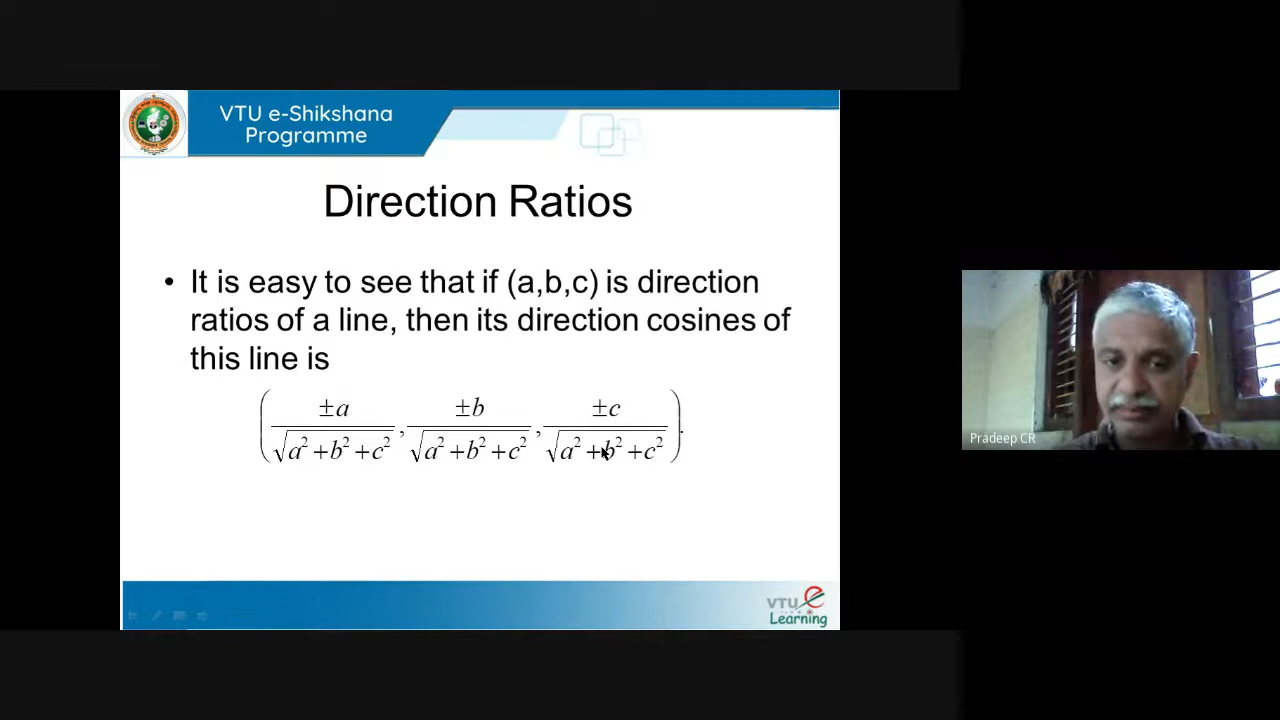 VTU e-Shikshana
Programme
Direction Ratios
• It is easy to see that if (a,b,c) is direction
ratios of a line, then its direction cosines of
this line is
(±a/√(a²+b²+c²), ±b/√(a²+b²+c²), ±c/√(a²+b²+c²)).
Pradeep CR
VTU e
Learning